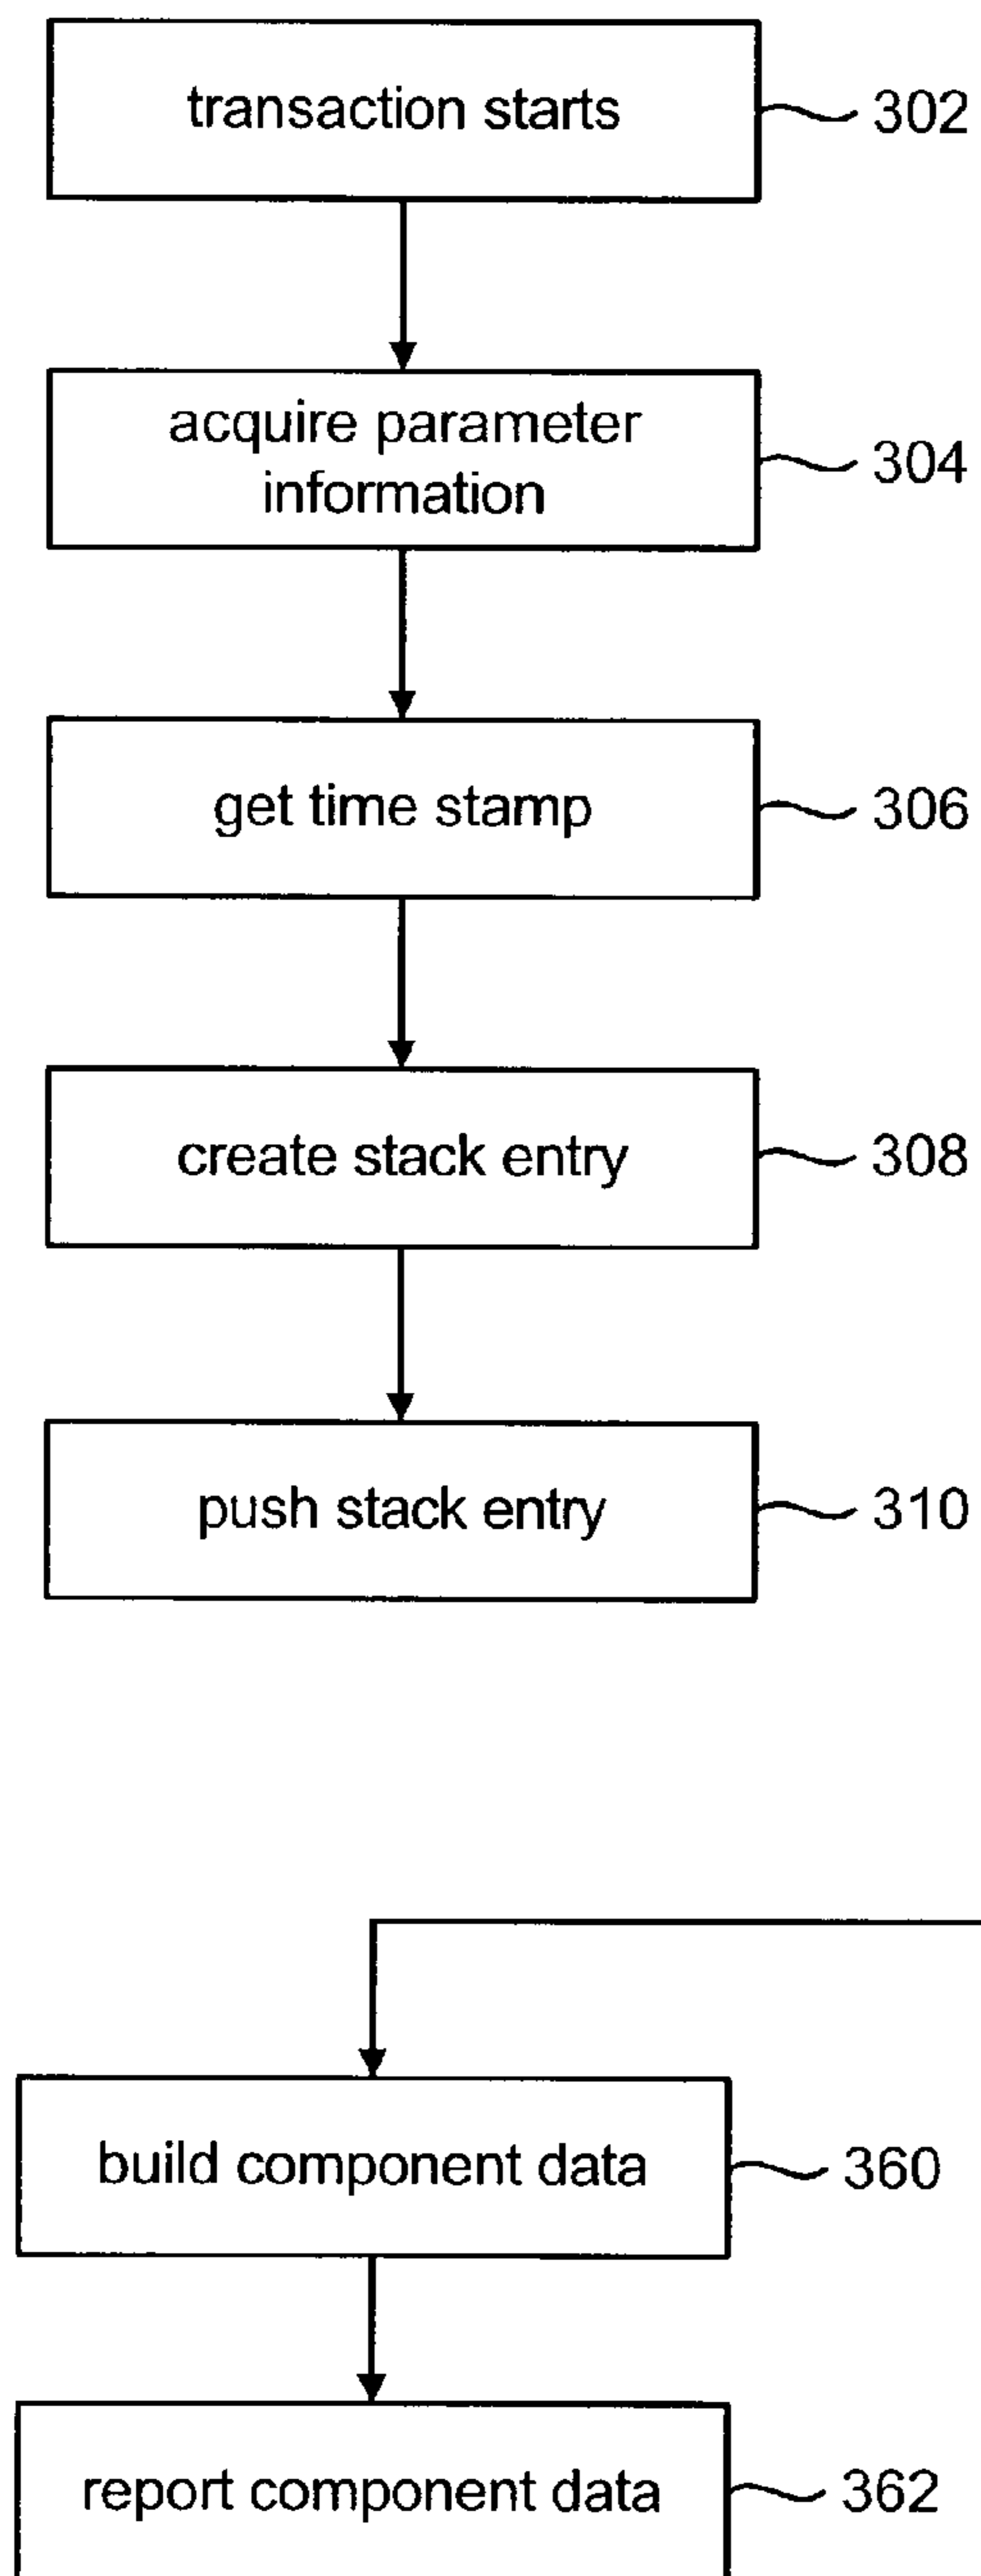 transaction starts
302
acquire parameter
information
304
get time stamp
306
create stack entry
308
push stack entry
310
build component data
360
report component data
362